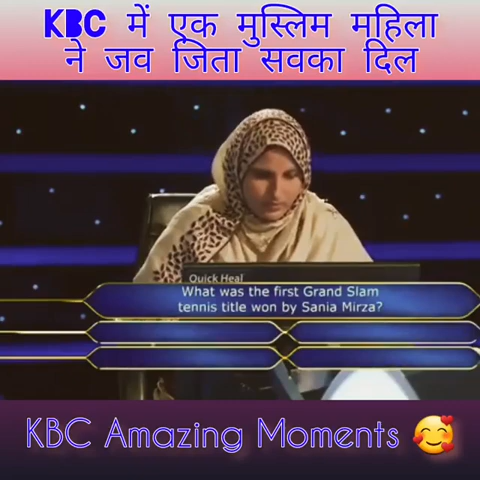 KBC में एक मुस्लिम महिला
ने जव जिता सवका दिल
Quick Heal
What was the first Grand Slam
tennis title won by Sania Mirza?
KBC Amazing Moments 🥰